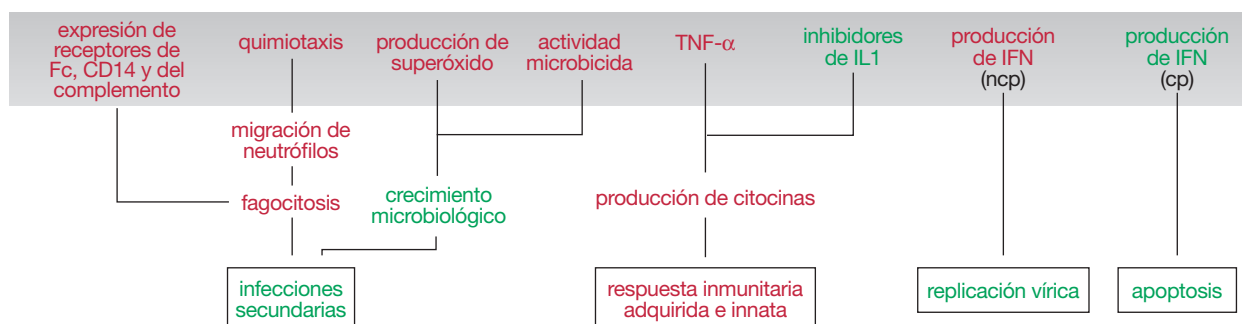 expresión de
receptores de
Fc, CD14 y del
complemento
quimiotaxis
producción de
superóxido
actividad
microbicida
TNF-α
inhibidores
de IL1
producción
de IFN
(ncp)
producción
de IFN
(cp)
migración de
neutrófilos
fagocitosis
crecimiento
microbiológico
producción de citocinas
infecciones
secundarias
respuesta inmunitaria
adquirida e innata
replicación vírica
apoptosis